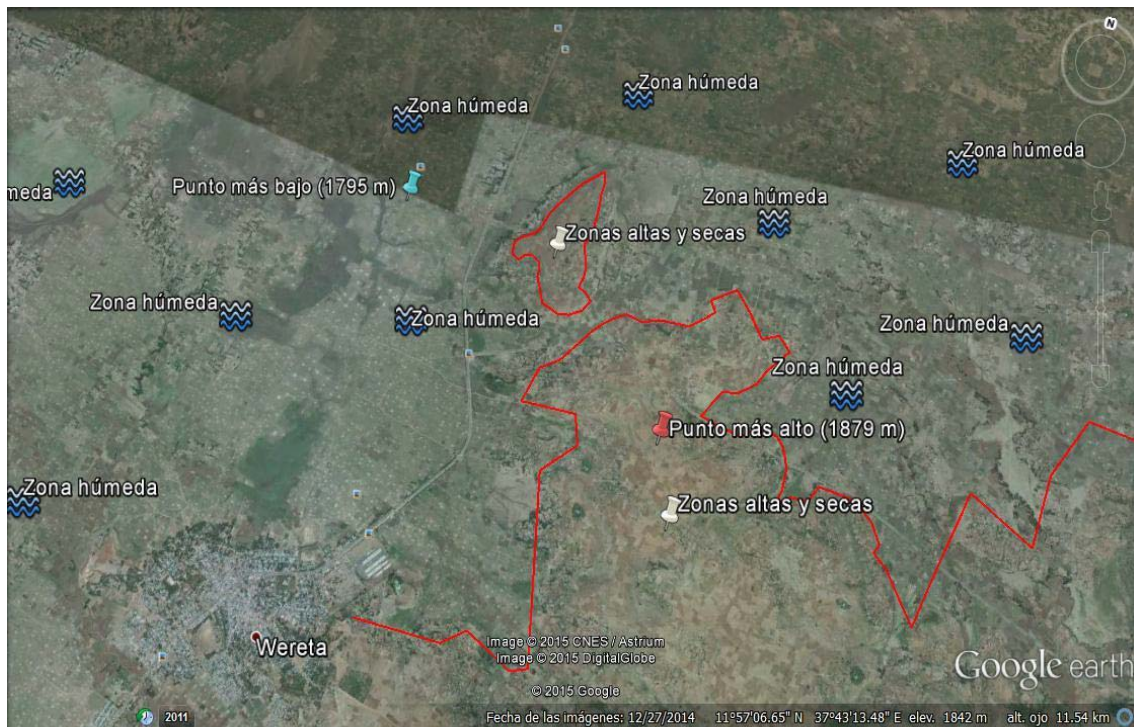 N
Zona húmeda
Zona húmeda
Zona húmeda
meda
Punto más bajo (1795 m)
Zona húmeda
Zonas altas y secas
Zona húmeda
Zona húmeda
Zona húmeda
Zona húmeda
Punto más alto (1879 m)
Zona húmeda
Zonas altas y secas
Wereta
Image © 2015 CNES / Astrium
Image © 2015 DigitalGlobe
© 2015 Google
Google earth
2011
Fecha de las imágenes: 12/27/2014 11°57'06.65" N 37°43'13.48" E elev. 1842 m alt. ojo 11.54 km